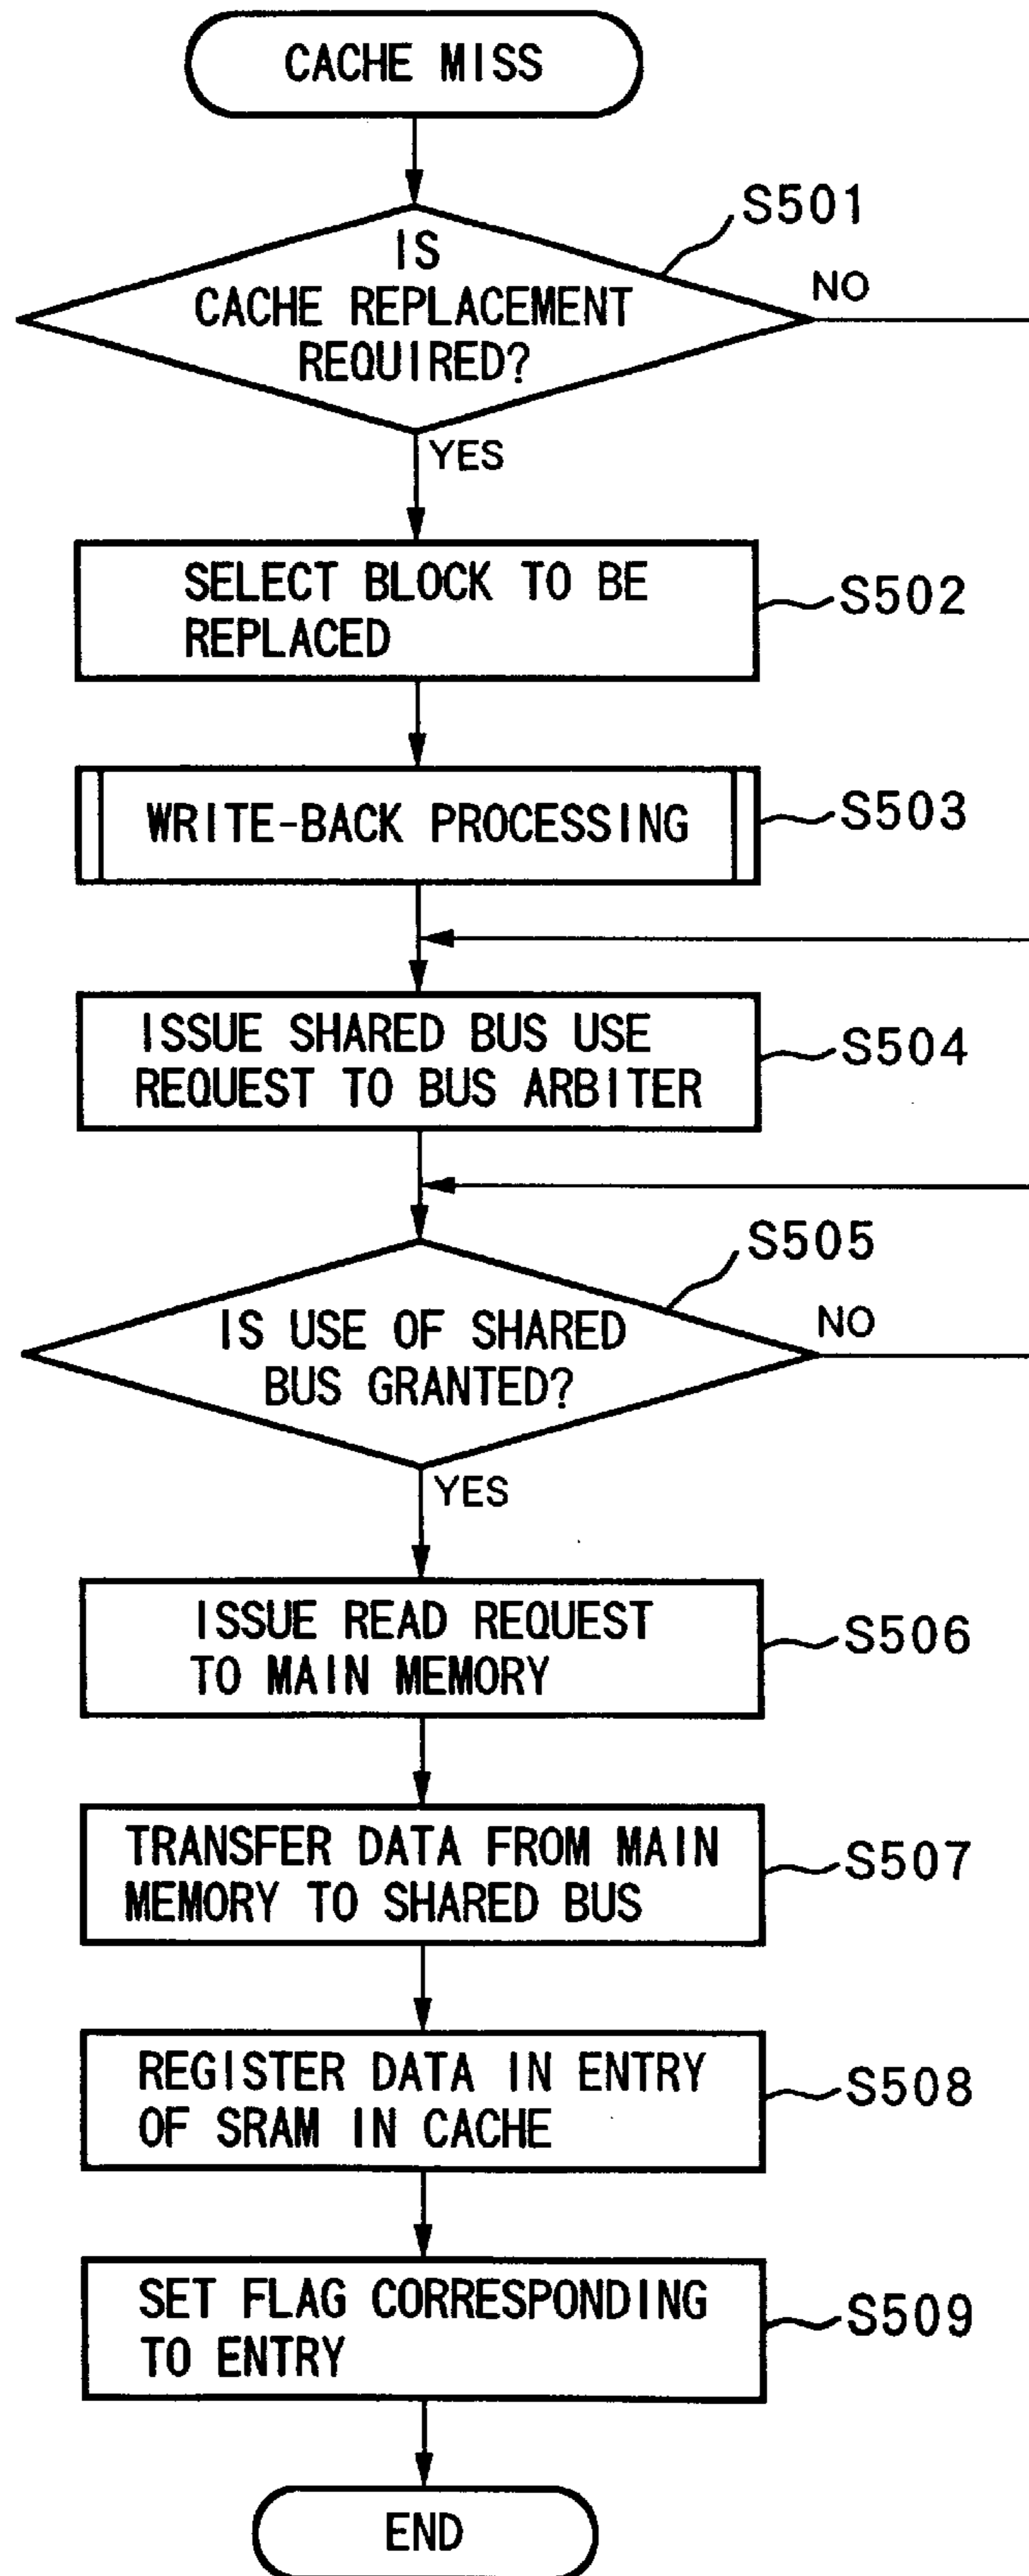 CACHE MISS
S501
IS
CACHE REPLACEMENT
REQUIRED?
NO
YES
SELECT BLOCK TO BE
REPLACED
S502
WRITE-BACK PROCESSING
S503
ISSUE SHARED BUS USE
REQUEST TO BUS ARBITER
S504
S505
IS USE OF SHARED
BUS GRANTED?
NO
YES
ISSUE READ REQUEST
TO MAIN MEMORY
S506
TRANSFER DATA FROM MAIN
MEMORY TO SHARED BUS
S507
REGISTER DATA IN ENTRY
OF SRAM IN CACHE
S508
SET FLAG CORRESPONDING
TO ENTRY
S509
END